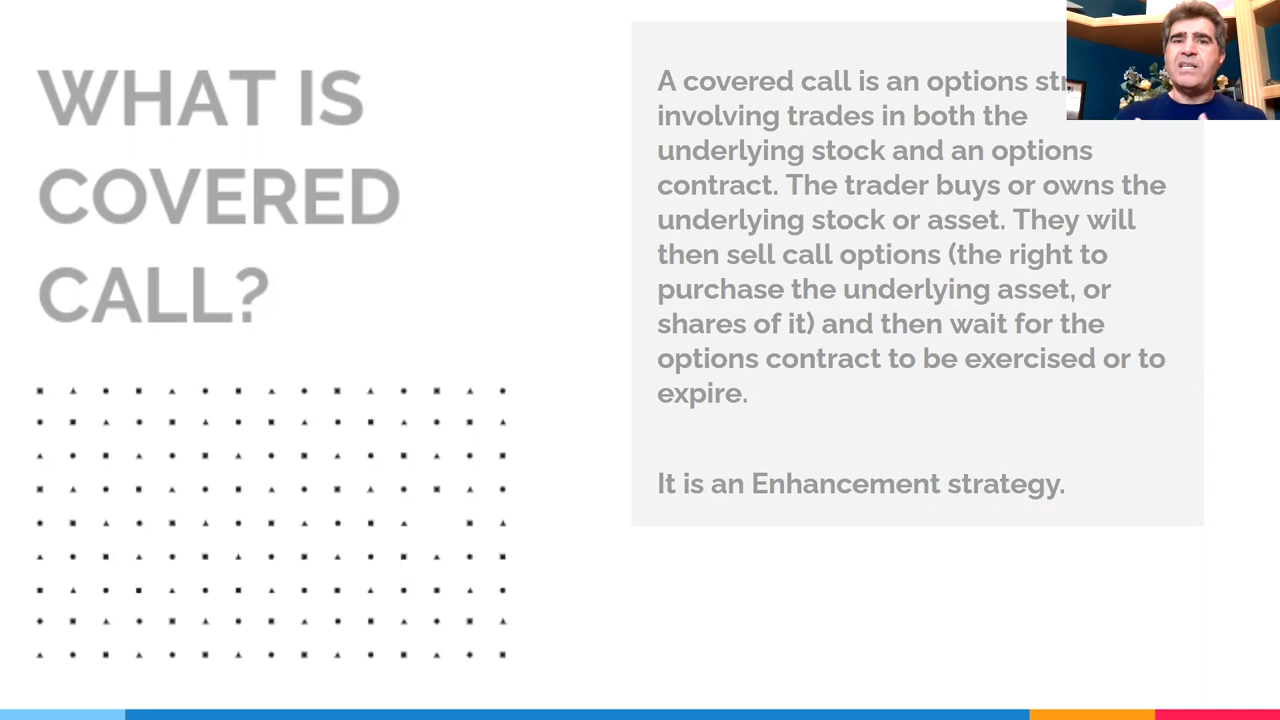 WHAT IS
COVERED
CALL?
A covered call is an options
involving trades in both the
underlying stock and an options
contract. The trader buys or owns the
underlying stock or asset. They will
then sell call options (the right to
purchase the underlying asset, or
shares of it) and then wait for the
options contract to be exercised or to
expire.
It is an Enhancement strategy.